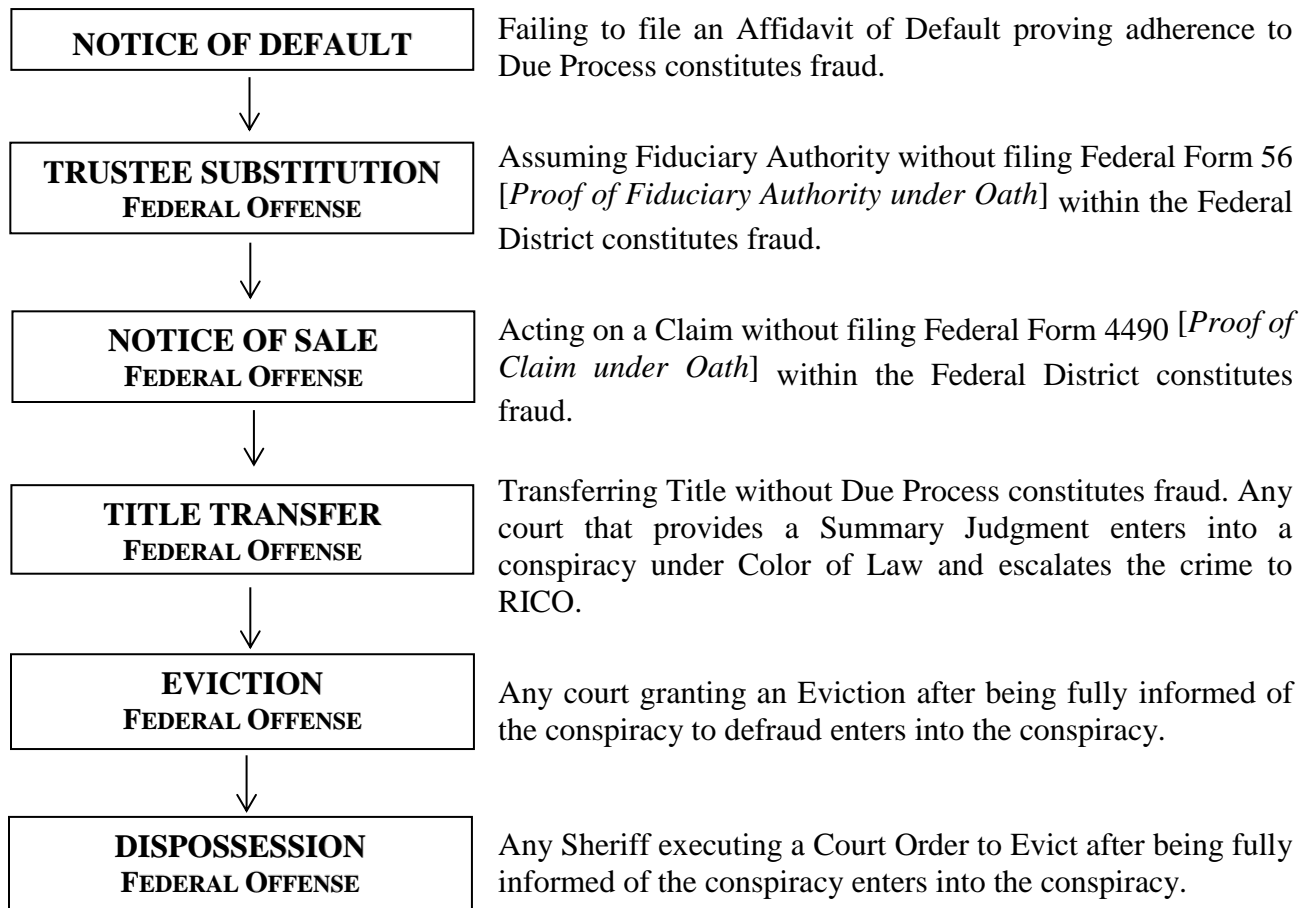 NOTICE OF DEFAULT
Failing to file an Affidavit of Default proving adherence to
Due Process constitutes fraud.
TRUSTEE SUBSTITUTION
FEDERAL OFFENSE
Assuming Fiduciary Authority without filing Federal Form 56
[Proof of Fiduciary Authority under Oath] within the Federal
District constitutes fraud.
NOTICE OF SALE
FEDERAL OFFENSE
Acting on a Claim without filing Federal Form 4490 [Proof of
Claim under Oath] within the Federal District constitutes
fraud.
TITLE TRANSFER
FEDERAL OFFENSE
Transferring Title without Due Process constitutes fraud. Any
court that provides a Summary Judgment enters into a
conspiracy under Color of Law and escalates the crime to
RICO.
EVICTION
FEDERAL OFFENSE
Any court granting an Eviction after being fully informed of
the conspiracy to defraud enters into the conspiracy.
DISPOSSESSION
FEDERAL OFFENSE
Any Sheriff executing a Court Order to Evict after being fully
informed of the conspiracy enters into the conspiracy.